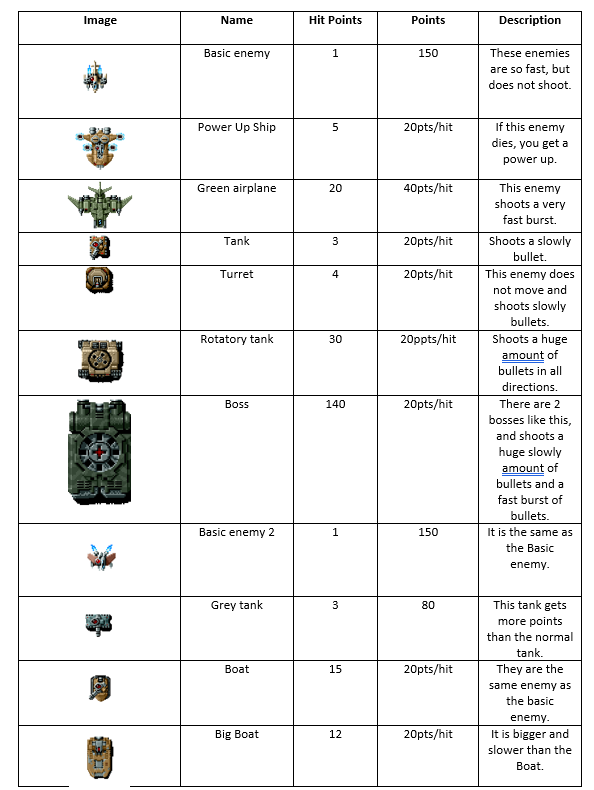 Image Name Hit Points Points Description
Basic enemy 1 150 These enemies
are so fast, but
does not shoot.
Power Up Ship 5 20pts/hit If this enemy
dies, you get a
power up.
Green airplane 20 40pts/hit This enemy
shoots a very
fast burst.
Tank 3 20pts/hit Shoots a slowly
bullet.
Turret 4 20pts/hit This enemy does
not move and
shoots slowly
bullets.
Rotatory tank 30 20ppts/hit Shoots a huge
amount of
bullets in all
directions.
Boss 140 20pts/hit There are 2
bosses like this,
and shoots a
huge slowly
amount of
bullets and a
fast burst of
bullets.
Basic enemy 2 1 150 It is the same as
the Basic
enemy.
Grey tank 3 80 This tank gets
more points
than the normal
tank.
Boat 15 20pts/hit They are the
same enemy as
the basic
enemy.
Big Boat 12 20pts/hit It is bigger and
slower than the
Boat.